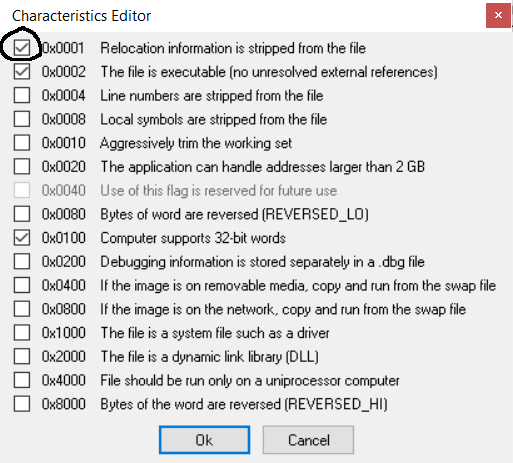 Characteristics Editor
0x0001 Relocation information is stripped from the file
0x0002 The file is executable (no unresolved external references)
0x0004 Line numbers are stripped from the file
0x0008 Local symbols are stripped from the file
0x0010 Aggressively trim the working set
0x0020 The application can handle addresses larger than 2 GB
0x0040 Use of this flag is reserved for future use
0x0080 Bytes of word are reversed (REVERSED_LO)
0x0100 Computer supports 32-bit words
0x0200 Debugging information is stored separately in a .dbg file
0x0400 If the image is on removable media, copy and run from the swap file
0x0800 If the image is on the network, copy and run from the swap file
0x1000 The file is a system file such as a driver
0x2000 The file is a dynamic link library (DLL)
0x4000 File should be run only on a uniprocessor computer
0x8000 Bytes of the word are reversed (REVERSED_HI)
Ok Cancel